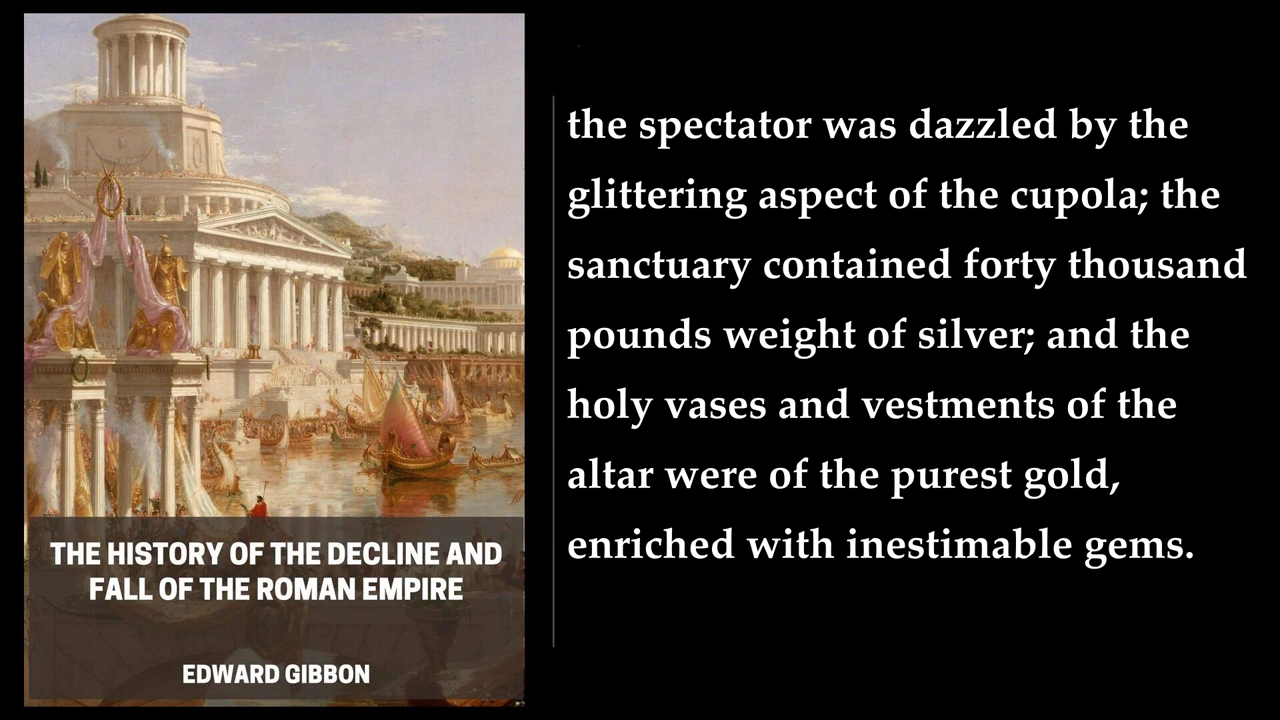 the spectator was dazzled by the
glittering aspect of the cupola; the
sanctuary contained forty thousand
pounds weight of silver; and the
holy vases and vestments of the
altar were of the purest gold,
enriched with inestimable gems.
THE HISTORY OF THE DECLINE AND
FALL OF THE ROMAN EMPIRE
EDWARD GIBBON